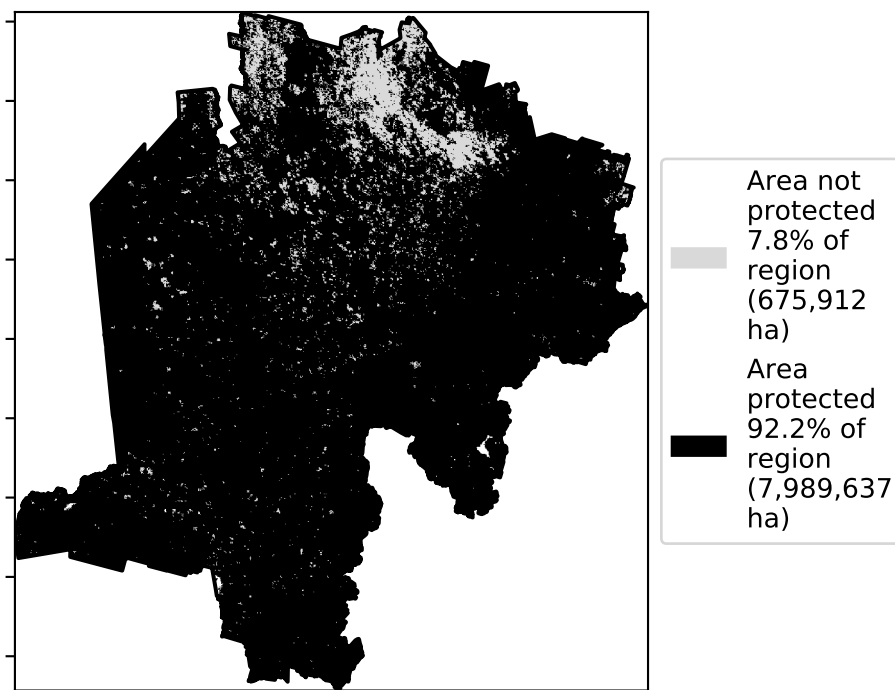 Area not
protected
7.8% of
region
(675,912
ha)
Area
protected
92.2% of
region
(7,989,637
ha)